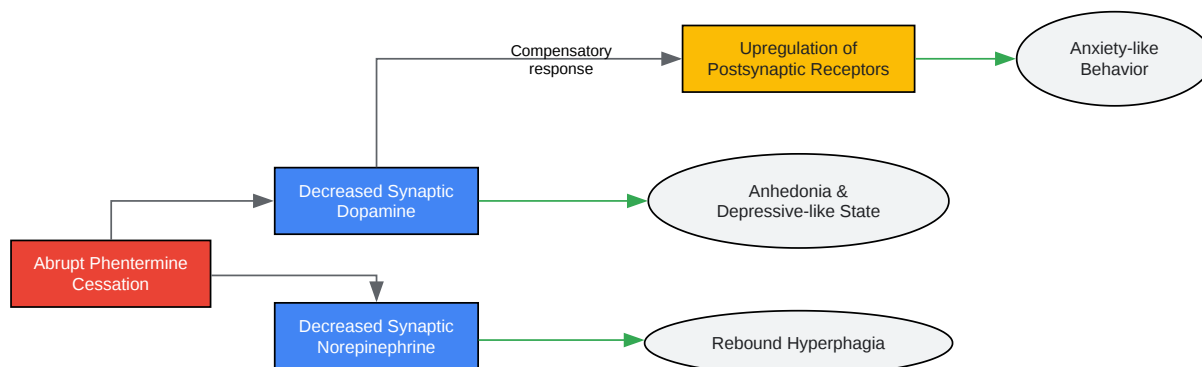 Compensatory
response
Upregulation of
Postsynaptic Receptors
Anxiety-like
Behavior
Decreased Synaptic
Dopamine
Anhedonia &
Depressive-like State
Abrupt Phentermine
Cessation
Decreased Synaptic
Norepinephrine
Rebound Hyperphagia